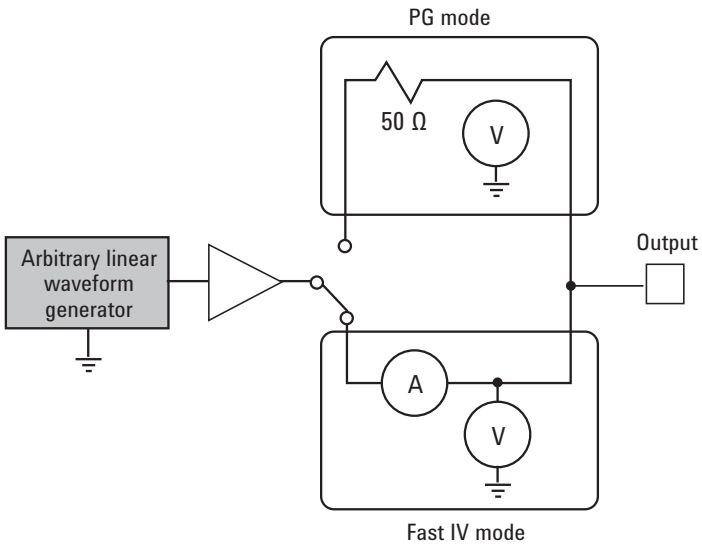 PG mode
50 Ω
V
Arbitrary linear
waveform
generator
Output
A
V
Fast IV mode